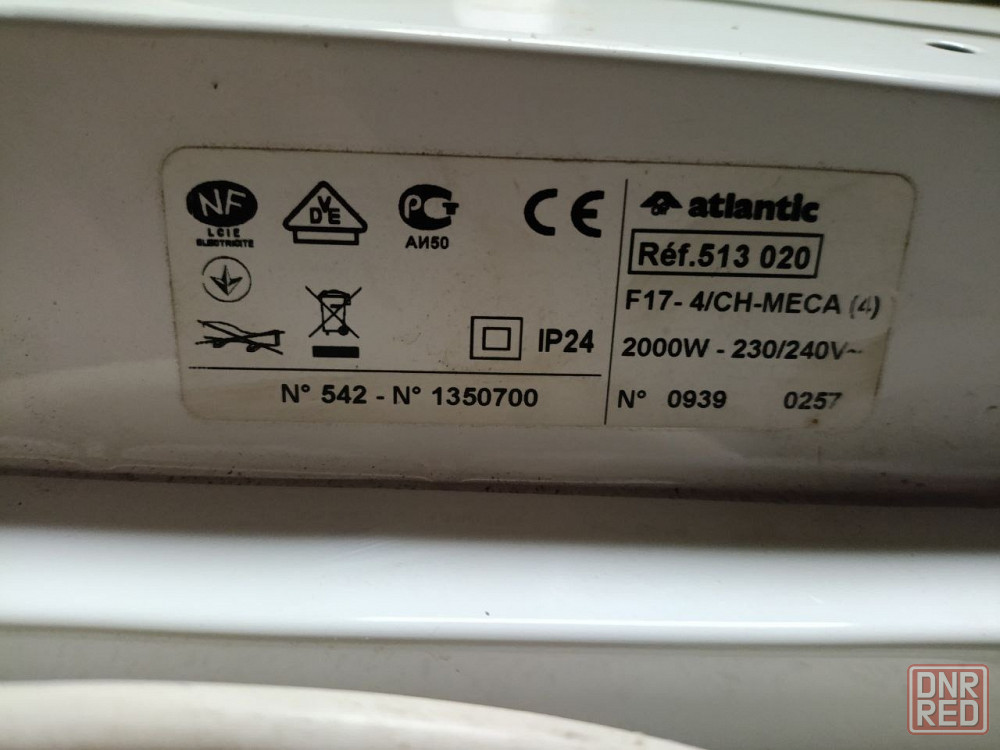 NF
LCIE
ELECTRICITE
VDE
РСТ
АИ50
CE
IP24
N° 542 - N° 1350700
atlantic
Réf.513 020
F17- 4/CH-MECA (4)
2000W - 230/240V~
N° 0939 0257
DNR
RED